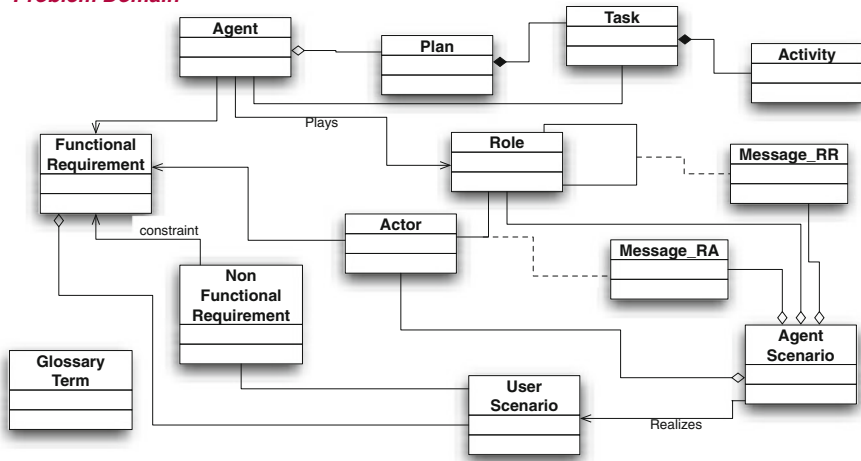 Problem Domain
Agent
Plan
Task
Activity
Plays
Functional
Requirement
Role
Message_RR
constraint
Actor
Message_RA
Non
Functional
Requirement
Glossary
Term
Agent
Scenario
User
Scenario
Realizes